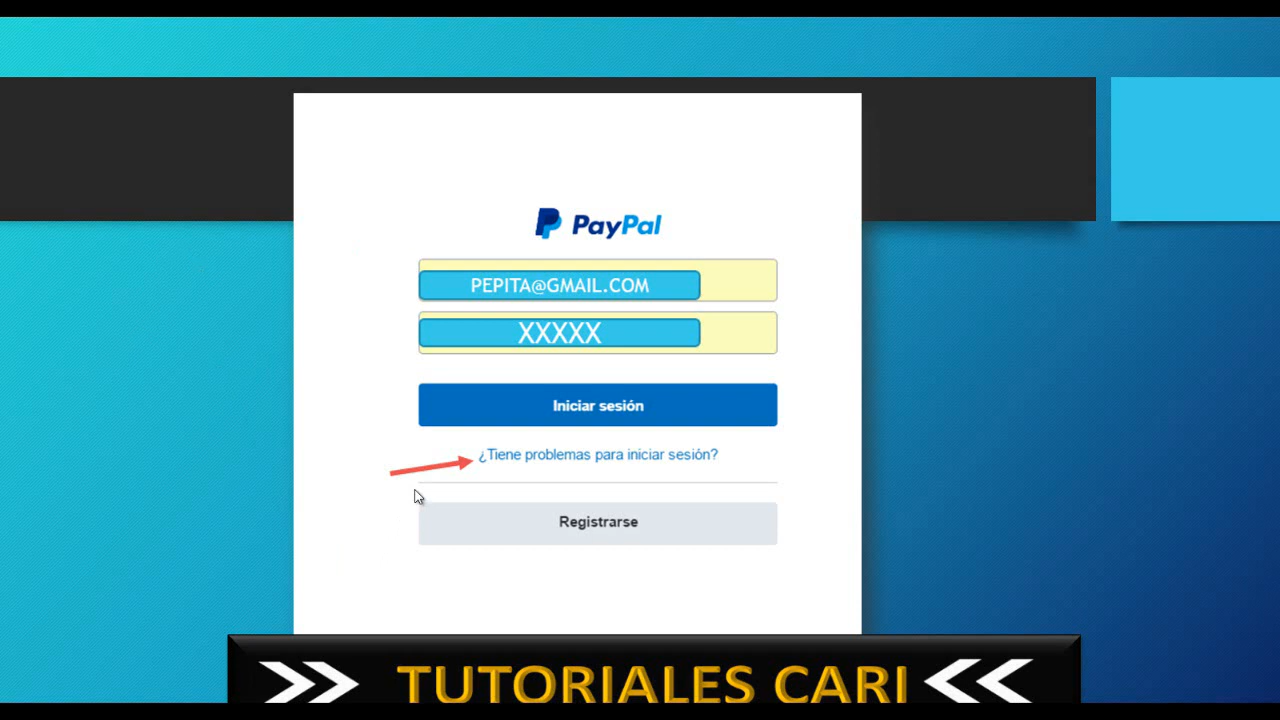 PayPal
PEPITA@GMAIL.COM
XXXXX
Iniciar sesión
¿Tiene problemas para iniciar sesión?
Registrarse
TUTORIALES CARI